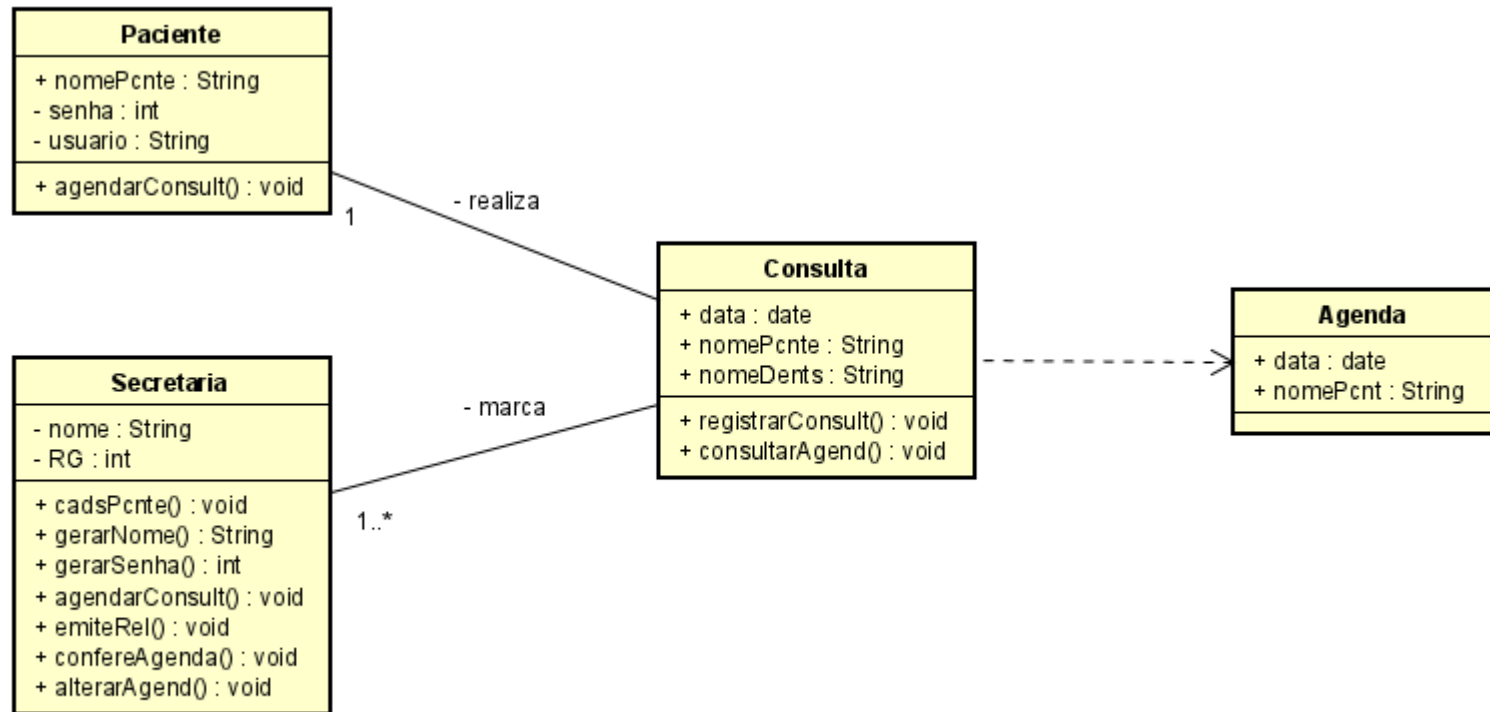 Paciente
+ nomePcnte : String
- senha : int
- usuario : String
+ agendarConsult() : void
1
- realiza
Secretaria
- nome : String
- RG : int
+ cadsPcnte() : void
+ gerarNome() : String
+ gerarSenha() : int
+ agendarConsult() : void
+ emiteRel() : void
+ confereAgenda() : void
+ alterarAgend() : void
1..*
- marca
Consulta
+ data : date
+ nomePcnte : String
+ nomeDents : String
+ registrarConsult() : void
+ consultarAgend() : void
Agenda
+ data : date
+ nomePcnt : String